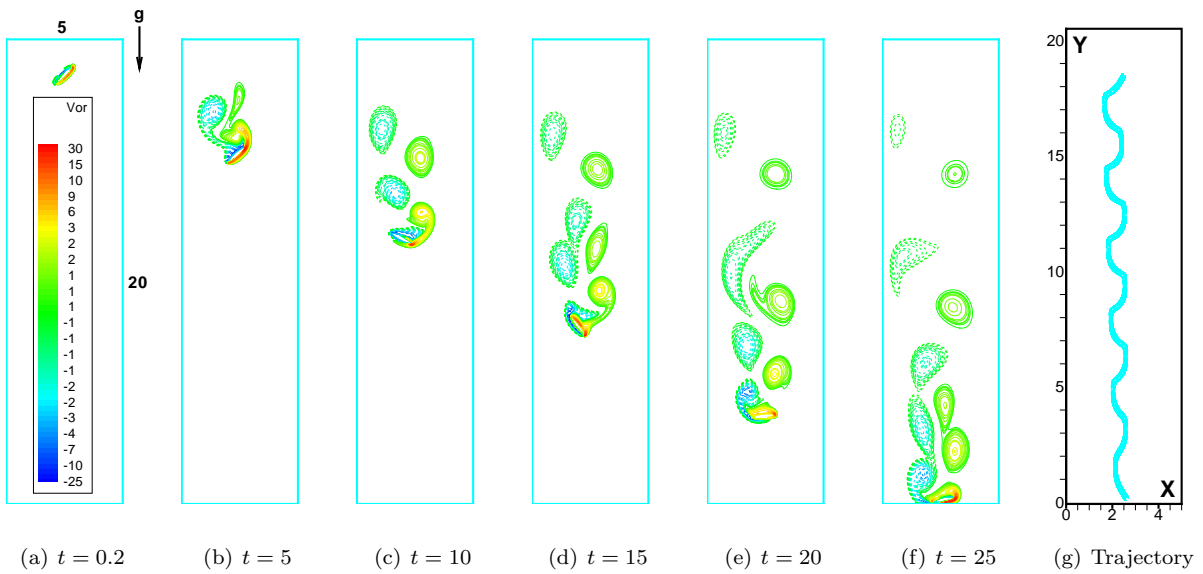 5
g
Vor
30
15
10
9
6
3
2
2
1
1
-1
-1
-1
-2
-2
-3
-4
-7
-10
-25
20
Y
20
15
10
5
0
X
0 2 4
(a) t = 0.2
(b) t = 5
(c) t = 10
(d) t = 15
(e) t = 20
(f) t = 25
(g) Trajectory